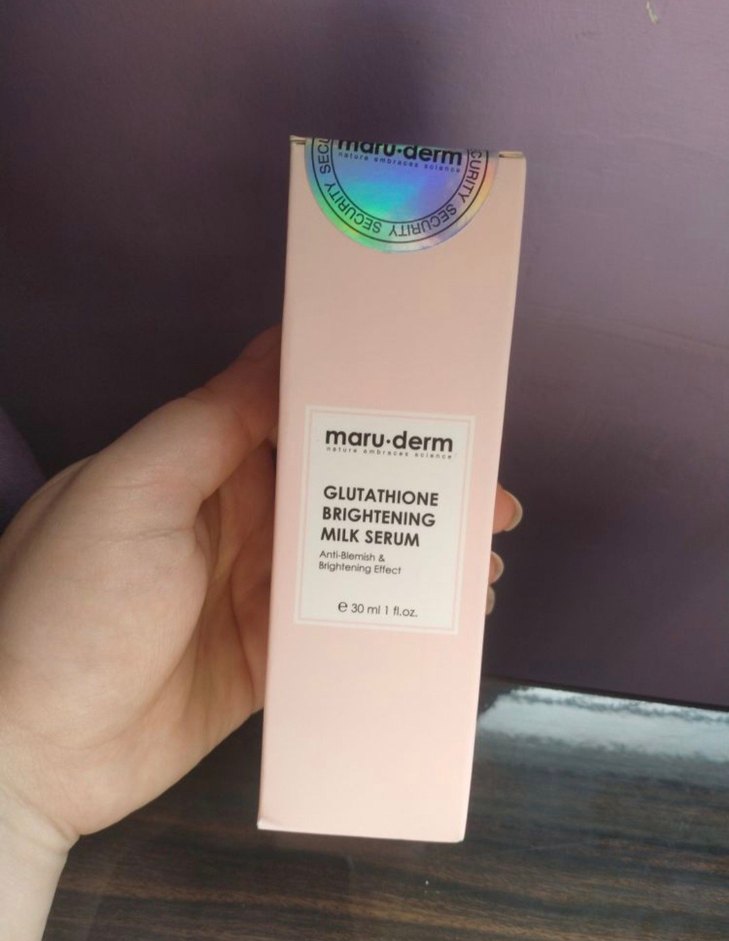 maru·derm
nature embraces science
SECURITY SECURITY SECURITY
maru·derm
nature embraces science
GLUTATHIONE
BRIGHTENING
MILK SERUM
Anti-Blemish &
Brightening Effect
℮ 30 ml 1 fl.oz.